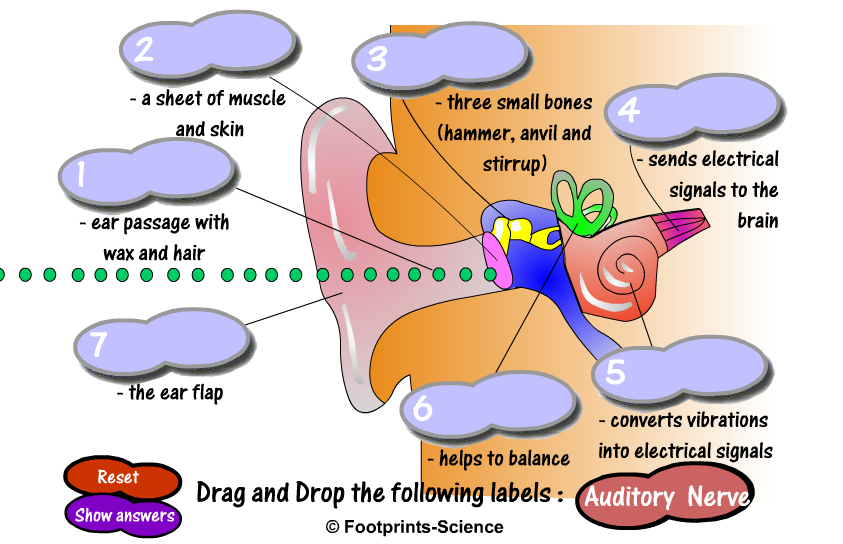 2
- a sheet of muscle
and skin
3
- three small bones
(hammer, anvil and
stirrup)
4
- sends electrical
signals to the
brain
1
- ear passage with
wax and hair
7
- the ear flap
6
- helps to balance
5
- converts vibrations
into electrical signals
Reset
Show answers
Drag and Drop the following labels :
Auditory Nerve
© Footprints-Science